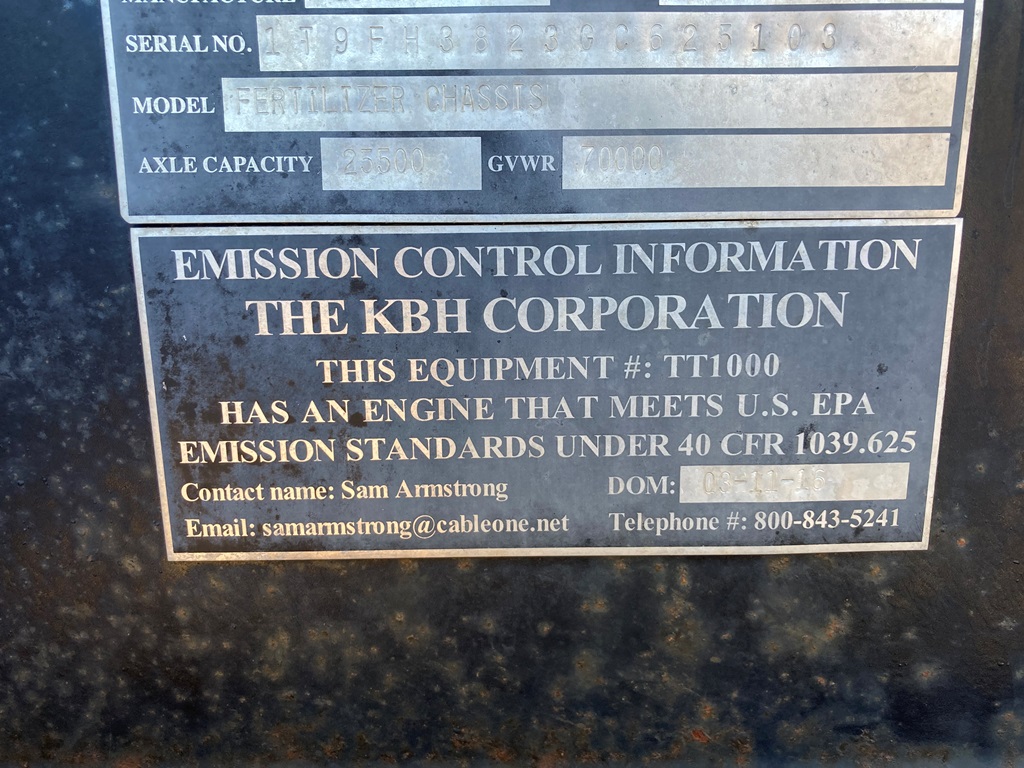 MANUFACTURE
SERIAL NO. 1T9FH3823GC625103
MODEL FERTILIZER CHASSIS
AXLE CAPACITY 25500 GVWR 70000
EMISSION CONTROL INFORMATION
THE KBH CORPORATION
THIS EQUIPMENT #: TT1000
HAS AN ENGINE THAT MEETS U.S. EPA
EMISSION STANDARDS UNDER 40 CFR 1039.625
Contact name: Sam Armstrong DOM:
Email: samarmstrong@cableone.net Telephone #: 800-843-5241